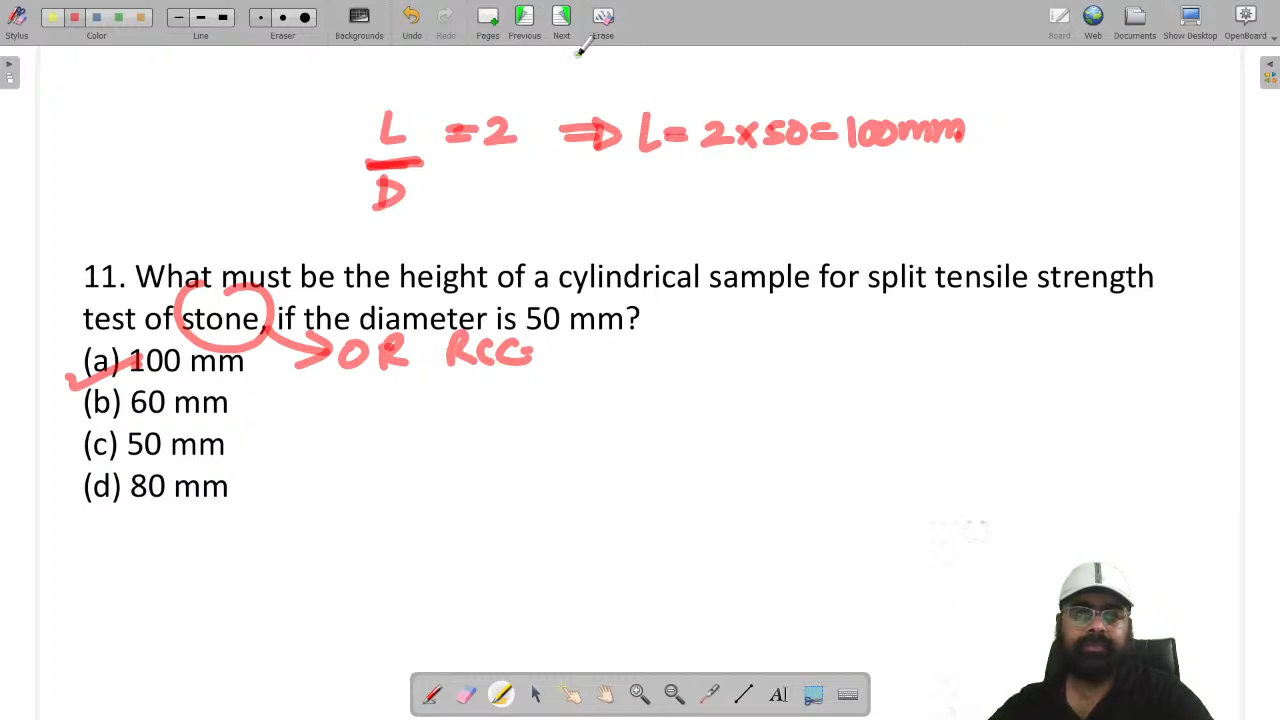 Stylus Color Line Eraser Backgrounds Undo Redo Pages Previous Next Erase Board Web Documents Show Desktop OpenBoard
L/D = 2 ⇒ L = 2 x 50 = 100mm
11. What must be the height of a cylindrical sample for split tensile strength
test of stone, if the diameter is 50 mm?
(a) 100 mm
OR RCC
(b) 60 mm
(c) 50 mm
(d) 80 mm